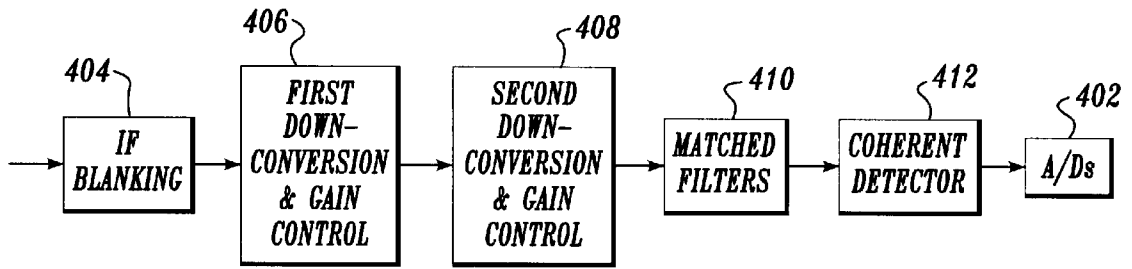 404
IF
BLANKING
406
FIRST
DOWN-
CONVERSION
& GAIN
CONTROL
408
SECOND
DOWN-
CONVERSION
& GAIN
CONTROL
410
MATCHED
FILTERS
412
COHERENT
DETECTOR
402
A/Ds